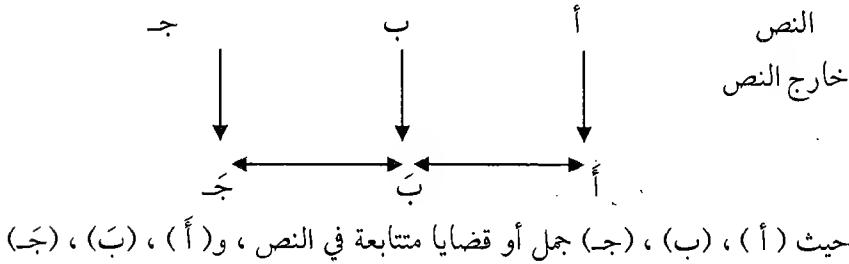 النص أ ب جـ
خارج النص
أَ بَ جَـ
حيث ( أ ) ، (ب) ، (جـ) جمل أو قضايا متتابعة في النص ، و( أَ ) ، (بَ) ، (جَـ)